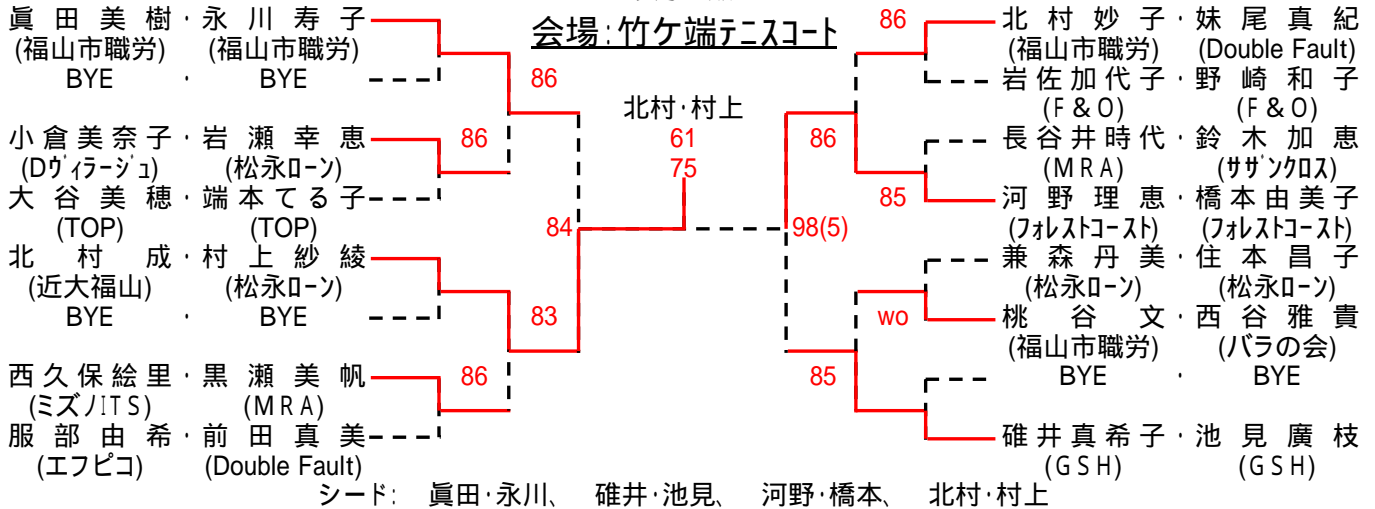 会場:竹ケ端テニスコート
眞田美樹・永川寿子
(福山市職労) (福山市職労)
BYE ・ BYE
86
小倉美奈子・岩瀬幸恵
(Dヴィラージュ) (松永ローン)
86
大谷美穂・端本てる子
(TOP) (TOP)
84
北村成・村上紗綾
(近大福山) (松永ローン)
BYE ・ BYE
83
西久保絵里・黒瀬美帆
(ミズノITS) (MRA)
86
服部由希・前田真美
(エフピコ) (Double Fault)
北村・村上
61
75
86
北村妙子・妹尾真紀
(福山市職労) (Double Fault)
岩佐加代子・野崎和子
(F&O) (F&O)
86
長谷井時代・鈴木加恵
(MRA) (サザンクロス)
85
河野理恵・橋本由美子
(フォレストコースト) (フォレストコースト)
98(5)
兼森丹美・住本昌子
(松永ローン) (松永ローン)
wo
桃谷文・西谷雅貴
(福山市職労) (バラの会)
85
BYE ・ BYE
碓井真希子・池見廣枝
(GSH) (GSH)
シード: 眞田・永川、 碓井・池見、 河野・橋本、 北村・村上